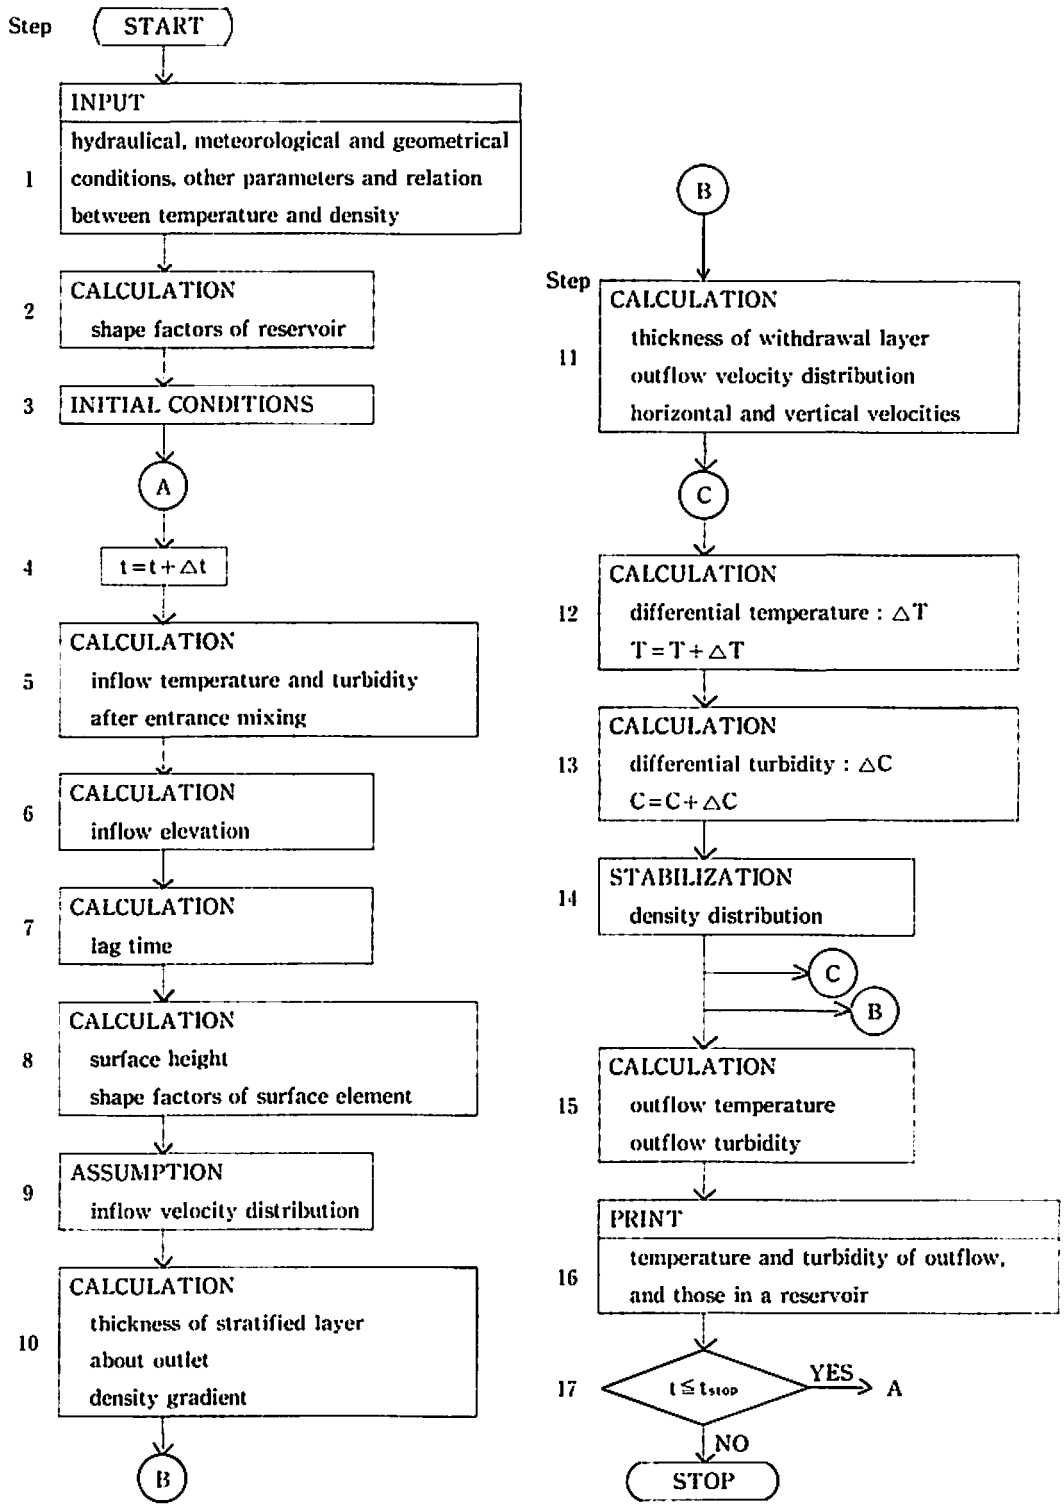 Step
START
INPUT
1
hydraulical, meteorological and geometrical
conditions, other parameters and relation
between temperature and density
2
CALCULATION
shape factors of reservoir
3
INITIAL CONDITIONS
A
4
t=t+△t
5
CALCULATION
inflow temperature and turbidity
after entrance mixing
6
CALCULATION
inflow elevation
7
CALCULATION
lag time
8
CALCULATION
surface height
shape factors of surface element
9
ASSUMPTION
inflow velocity distribution
10
CALCULATION
thickness of stratified layer
about outlet
density gradient
B
B
Step
11
CALCULATION
thickness of withdrawal layer
outflow velocity distribution
horizontal and vertical velocities
C
12
CALCULATION
differential temperature : △T
T=T+△T
13
CALCULATION
differential turbidity : △C
C=C+△C
14
STABILIZATION
density distribution
C
B
15
CALCULATION
outflow temperature
outflow turbidity
16
PRINT
temperature and turbidity of outflow,
and those in a reservoir
17
t≦tstop
YES
A
NO
STOP